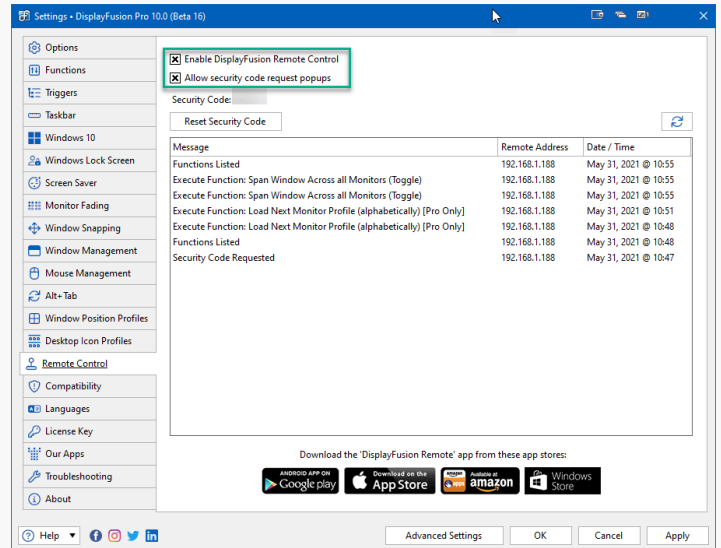 Settings • DisplayFusion Pro 10.0 (Beta 16)
Options
Functions
Triggers
Taskbar
Windows 10
Windows Lock Screen
Screen Saver
Monitor Fading
Window Snapping
Window Management
Mouse Management
Alt+Tab
Window Position Profiles
Desktop Icon Profiles
Remote Control
Compatibility
Languages
License Key
Our Apps
Troubleshooting
About
Enable DisplayFusion Remote Control
Allow security code request popups
Security Code:
Reset Security Code
Message Remote Address Date / Time
Functions Listed 192.168.1.188 May 31, 2021 @ 10:55
Execute Function: Span Window Across all Monitors (Toggle) 192.168.1.188 May 31, 2021 @ 10:55
Execute Function: Span Window Across all Monitors (Toggle) 192.168.1.188 May 31, 2021 @ 10:55
Execute Function: Load Next Monitor Profile (alphabetically) [Pro Only] 192.168.1.188 May 31, 2021 @ 10:51
Execute Function: Load Next Monitor Profile (alphabetically) [Pro Only] 192.168.1.188 May 31, 2021 @ 10:48
Functions Listed 192.168.1.188 May 31, 2021 @ 10:48
Security Code Requested 192.168.1.188 May 31, 2021 @ 10:47
Download the 'DisplayFusion Remote' app from these app stores:
ANDROID APP ON
Google play
Download on the
App Store
amazon
apps
Available at
amazon
Windows
Store
Help
Advanced Settings
OK
Cancel
Apply